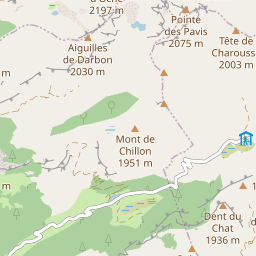 2197 m
Pointe
des Pavis
2075 m
Aiguilles
de Darbon
2030 m
Tête de
2003 m
Mont de
Chillon
1951 m
m
Dent du
Chat
1936 m